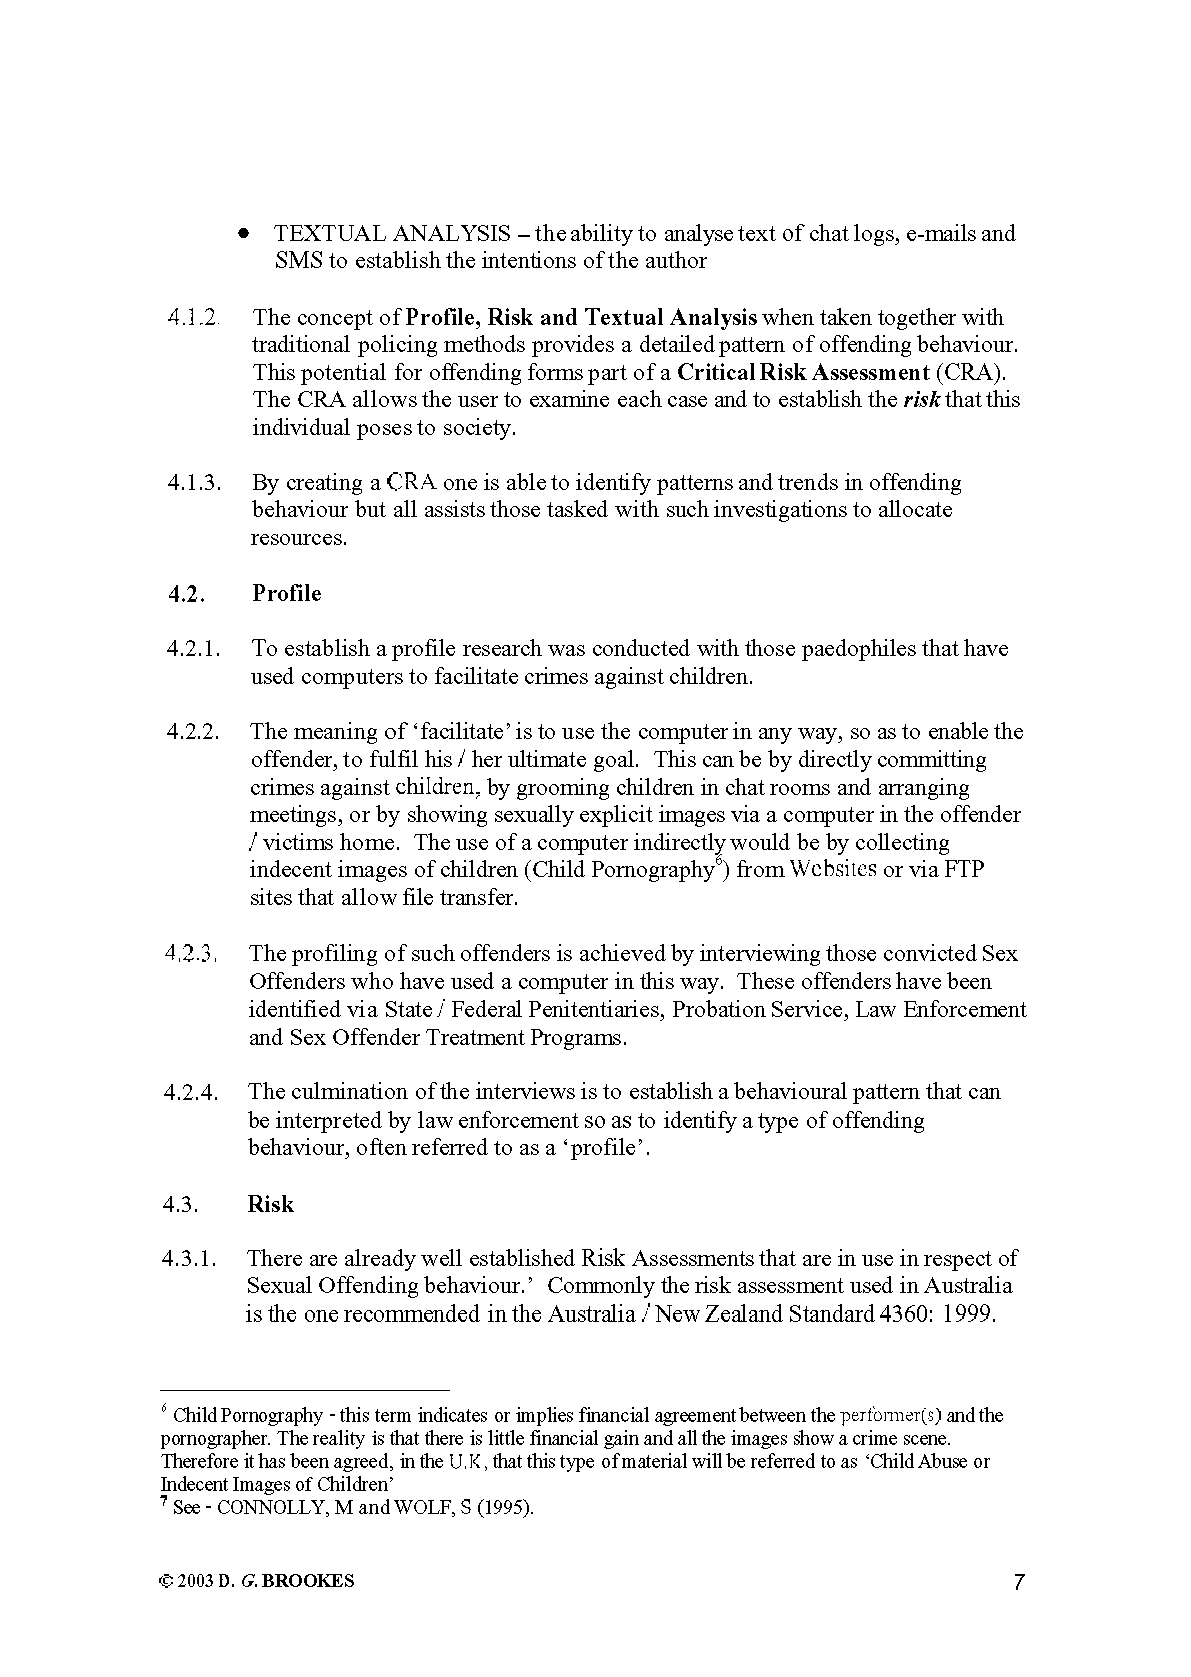 • TEXTUAL ANALYSIS – the ability to analyse text of chat logs, e-mails and
SMS to establish the intentions of the author
4.1.2. The concept of Profile, Risk and Textual Analysis when taken together with
traditional policing methods provides a detailed pattern of offending behaviour.
This potential for offending forms part of a Critical Risk Assessment (CRA).
The CRA allows the user to examine each case and to establish the risk that this
individual poses to society.
4.1.3. By creating a CRA one is able to identify patterns and trends in offending
behaviour but all assists those tasked with such investigations to allocate
resources.
4.2. Profile
4.2.1. To establish a profile research was conducted with those paedophiles that have
used computers to facilitate crimes against children.
4.2.2. The meaning of ‘facilitate’ is to use the computer in any way, so as to enable the
offender, to fulfil his / her ultimate goal. This can be by directly committing
crimes against children, by grooming children in chat rooms and arranging
meetings, or by showing sexually explicit images via a computer in the offender
/ victims home. The use of a computer indirectly would be by collecting
indecent images of children (Child Pornography6) from Websites or via FTP
sites that allow file transfer.
4.2.3. The profiling of such offenders is achieved by interviewing those convicted Sex
Offenders who have used a computer in this way. These offenders have been
identified via State / Federal Penitentiaries, Probation Service, Law Enforcement
and Sex Offender Treatment Programs.
4.2.4. The culmination of the interviews is to establish a behavioural pattern that can
be interpreted by law enforcement so as to identify a type of offending
behaviour, often referred to as a ‘profile’.
4.3. Risk
4.3.1. There are already well established Risk Assessments that are in use in respect of
Sexual Offending behaviour.’ Commonly the risk assessment used in Australia
is the one recommended in the Australia / New Zealand Standard 4360: 1999.
6 Child Pornography - this term indicates or implies financial agreement between the performer(s) and the
pornographer. The reality is that there is little financial gain and all the images show a crime scene.
Therefore it has been agreed, in the U.K, that this type of material will be referred to as ‘Child Abuse or
Indecent Images of Children’
7 See - CONNOLLY, M and WOLF, S (1995).
© 2003 D. G. BROOKES 7